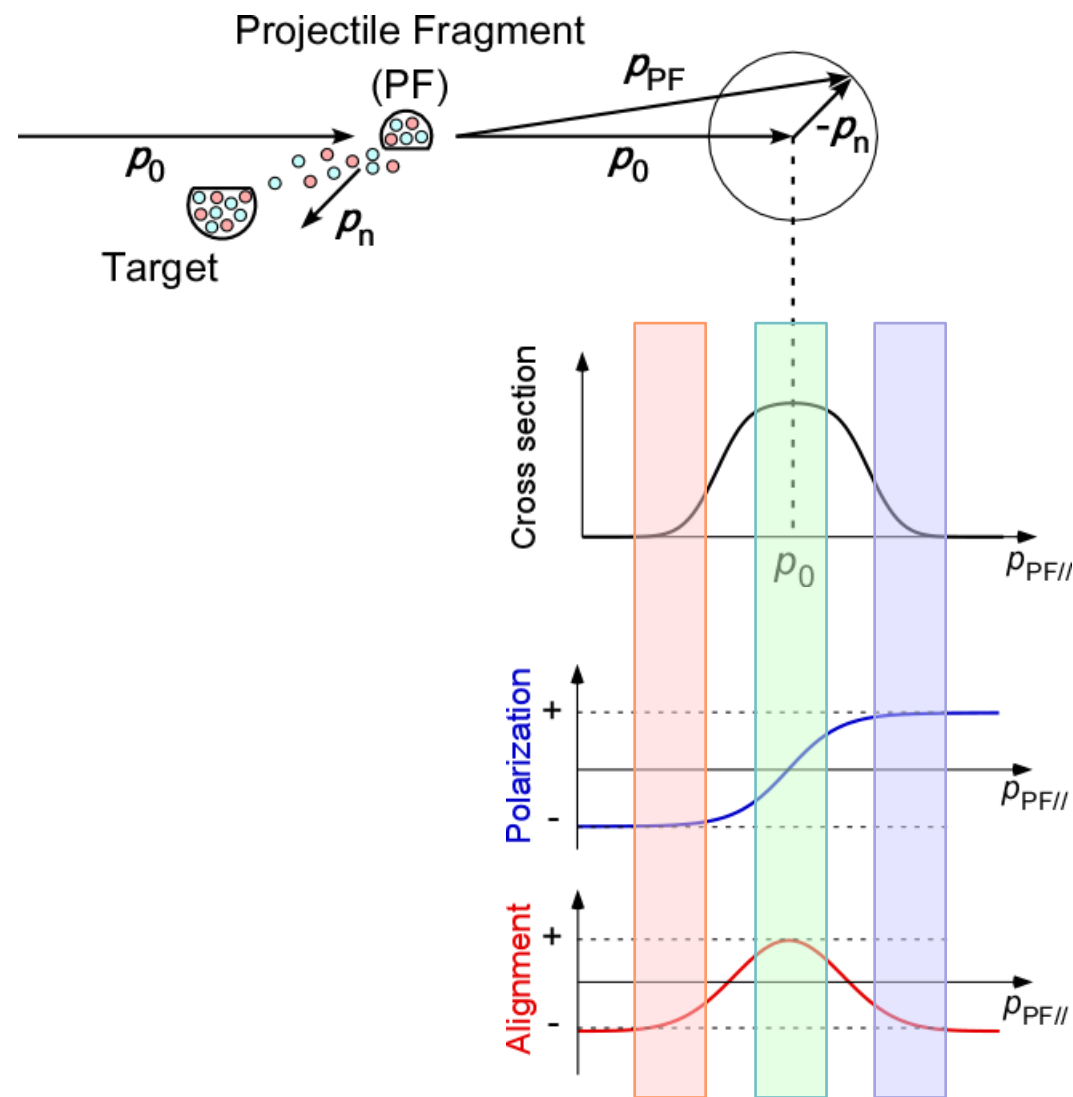 Projectile Fragment
(PF)
p0
pn
Target
pPF
p0
-pn
Cross section
p0
pPF//
Polarization
+
-
pPF//
Alignment
+
-
pPF//